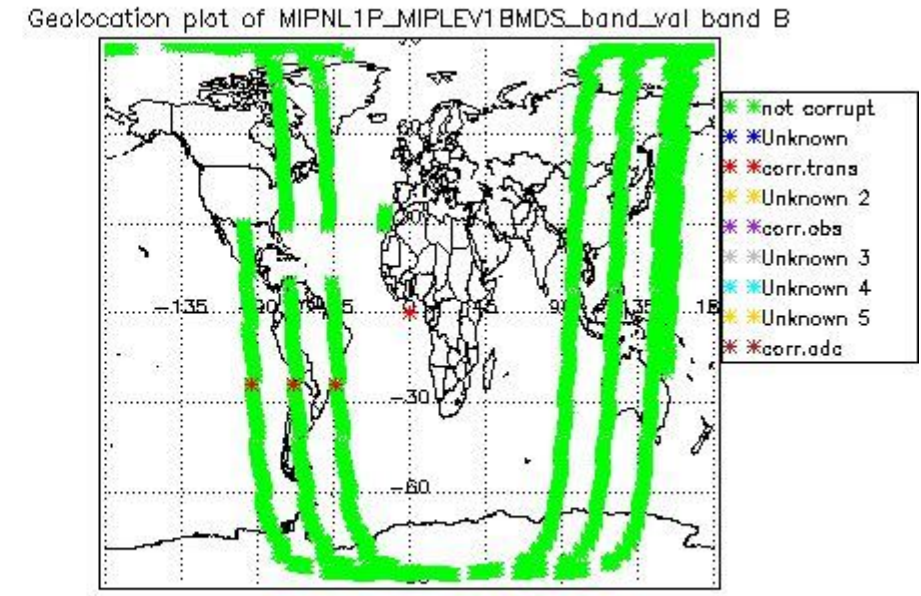 Geolocation plot of MIPNL1P_MIPLEV1BMDS_band_val band B
not corrupt
Unknown
corr.trans
Unknown 2
corr.obs
Unknown 3
Unknown 4
Unknown 5
corr.adc
60
-135
-30
-60